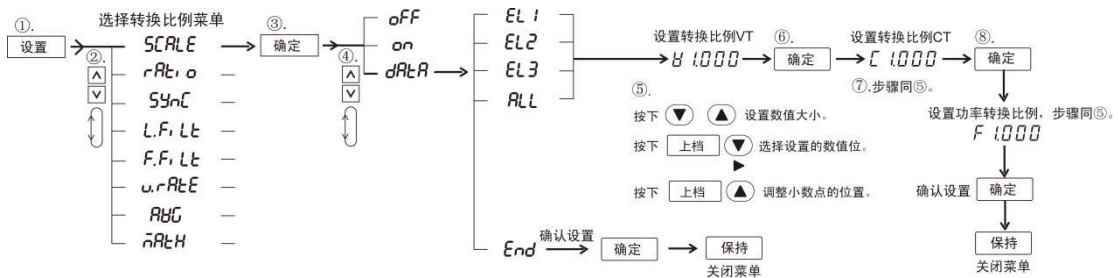 ①.
设置
选择转换比例菜单
②.
SCALE
rAtio
SYnC
L.FiLt
F.FiLt
u.rAtE
AVG
mAtH
③.
确定
④.
oFF
on
dAtA
EL1
EL2
EL3
ALL
End
设置转换比例VT
V 1.000
⑥.
确定
设置转换比例CT
C 1.000
⑦.步骤同⑤。
⑧.
确定
⑤.
按下 ▼ ▲ 设置数值大小。
按下 上档 ▼ 选择设置的数值位。
▶
按下 上档 ▲ 调整小数点的位置。
设置功率转换比例，步骤同⑤。
F 1.000
确认设置 确定
保持
关闭菜单
确认设置
确定
保持
关闭菜单